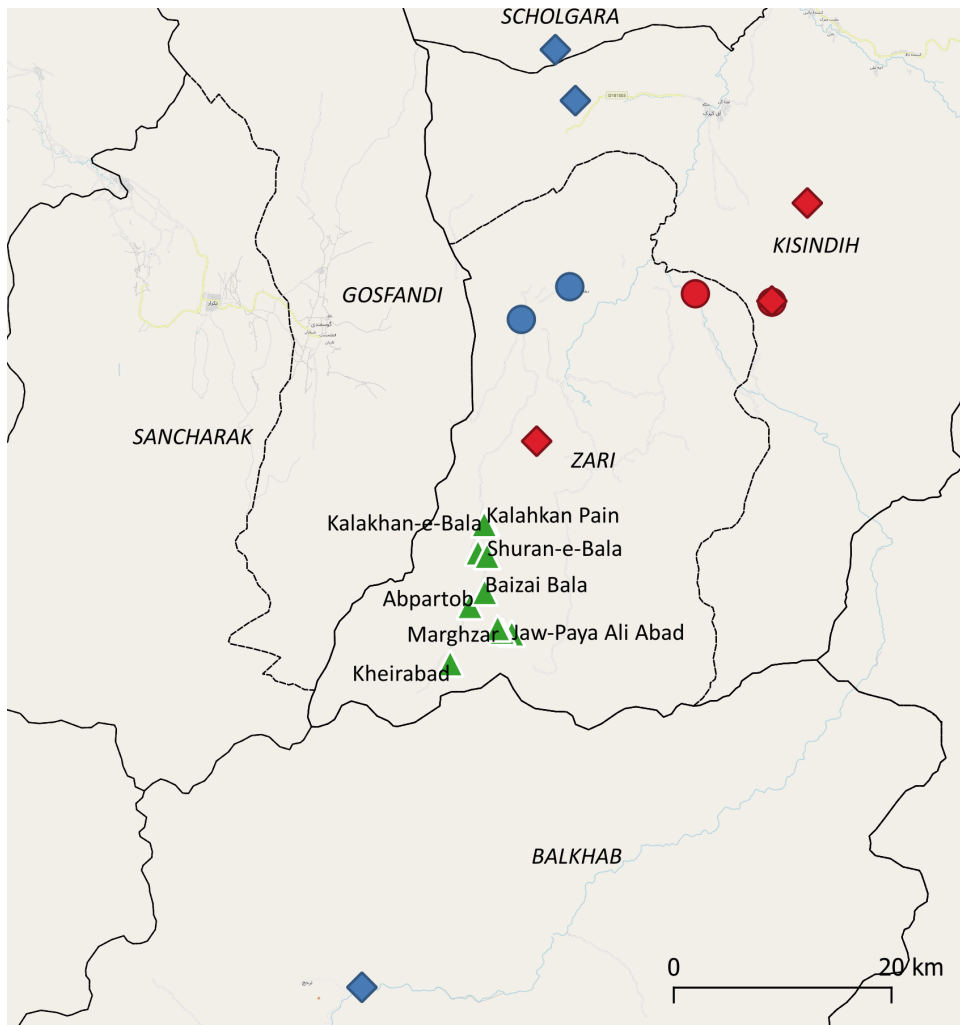 SCHOLGARA
KISINDIH
GOSFANDI
SANCHARAK
ZARI
Kalahkan Pain
Kalakhan-e-Bala
Shuran-e-Bala
Baizai Bala
Abpartob
Marghzar
Jaw-Paya Ali Abad
Kheirabad
BALKHAB
0 20 km